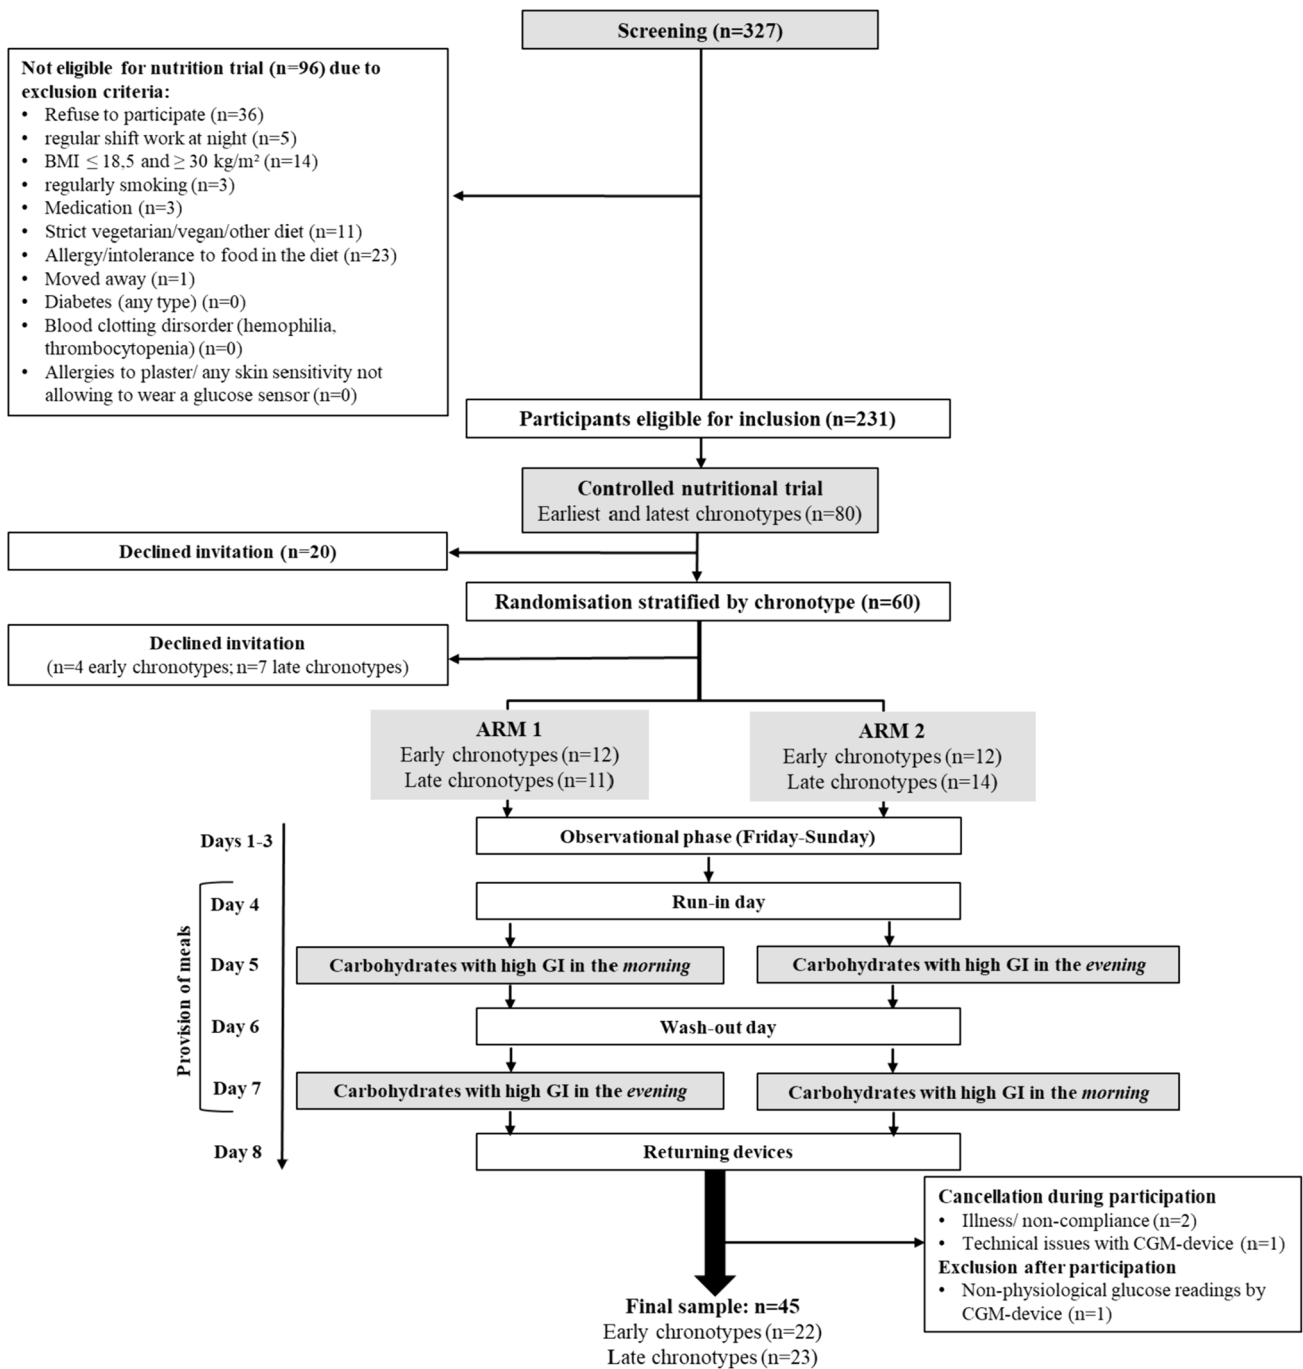 Screening (n=327)
Not eligible for nutrition trial (n=96) due to
exclusion criteria:
• Refuse to participate (n=36)
• regular shift work at night (n=5)
• BMI ≤ 18,5 and ≥ 30 kg/m² (n=14)
• regularly smoking (n=3)
• Medication (n=3)
• Strict vegetarian/vegan/other diet (n=11)
• Allergy/intolerance to food in the diet (n=23)
• Moved away (n=1)
• Diabetes (any type) (n=0)
• Blood clotting dirsorder (hemophilia,
thrombocytopenia) (n=0)
• Allergies to plaster/ any skin sensitivity not
allowing to wear a glucose sensor (n=0)
Participants eligible for inclusion (n=231)
Controlled nutritional trial
Earliest and latest chronotypes (n=80)
Declined invitation (n=20)
Randomisation stratified by chronotype (n=60)
Declined invitation
(n=4 early chronotypes; n=7 late chronotypes)
ARM 1
Early chronotypes (n=12)
Late chronotypes (n=11)
ARM 2
Early chronotypes (n=12)
Late chronotypes (n=14)
Days 1-3
Observational phase (Friday-Sunday)
Provision of meals
Day 4
Run-in day
Day 5
Carbohydrates with high GI in the morning
Carbohydrates with high GI in the evening
Day 6
Wash-out day
Day 7
Carbohydrates with high GI in the evening
Carbohydrates with high GI in the morning
Day 8
Returning devices
Cancellation during participation
• Illness/ non-compliance (n=2)
• Technical issues with CGM-device (n=1)
Exclusion after participation
• Non-physiological glucose readings by
CGM-device (n=1)
Final sample: n=45
Early chronotypes (n=22)
Late chronotypes (n=23)